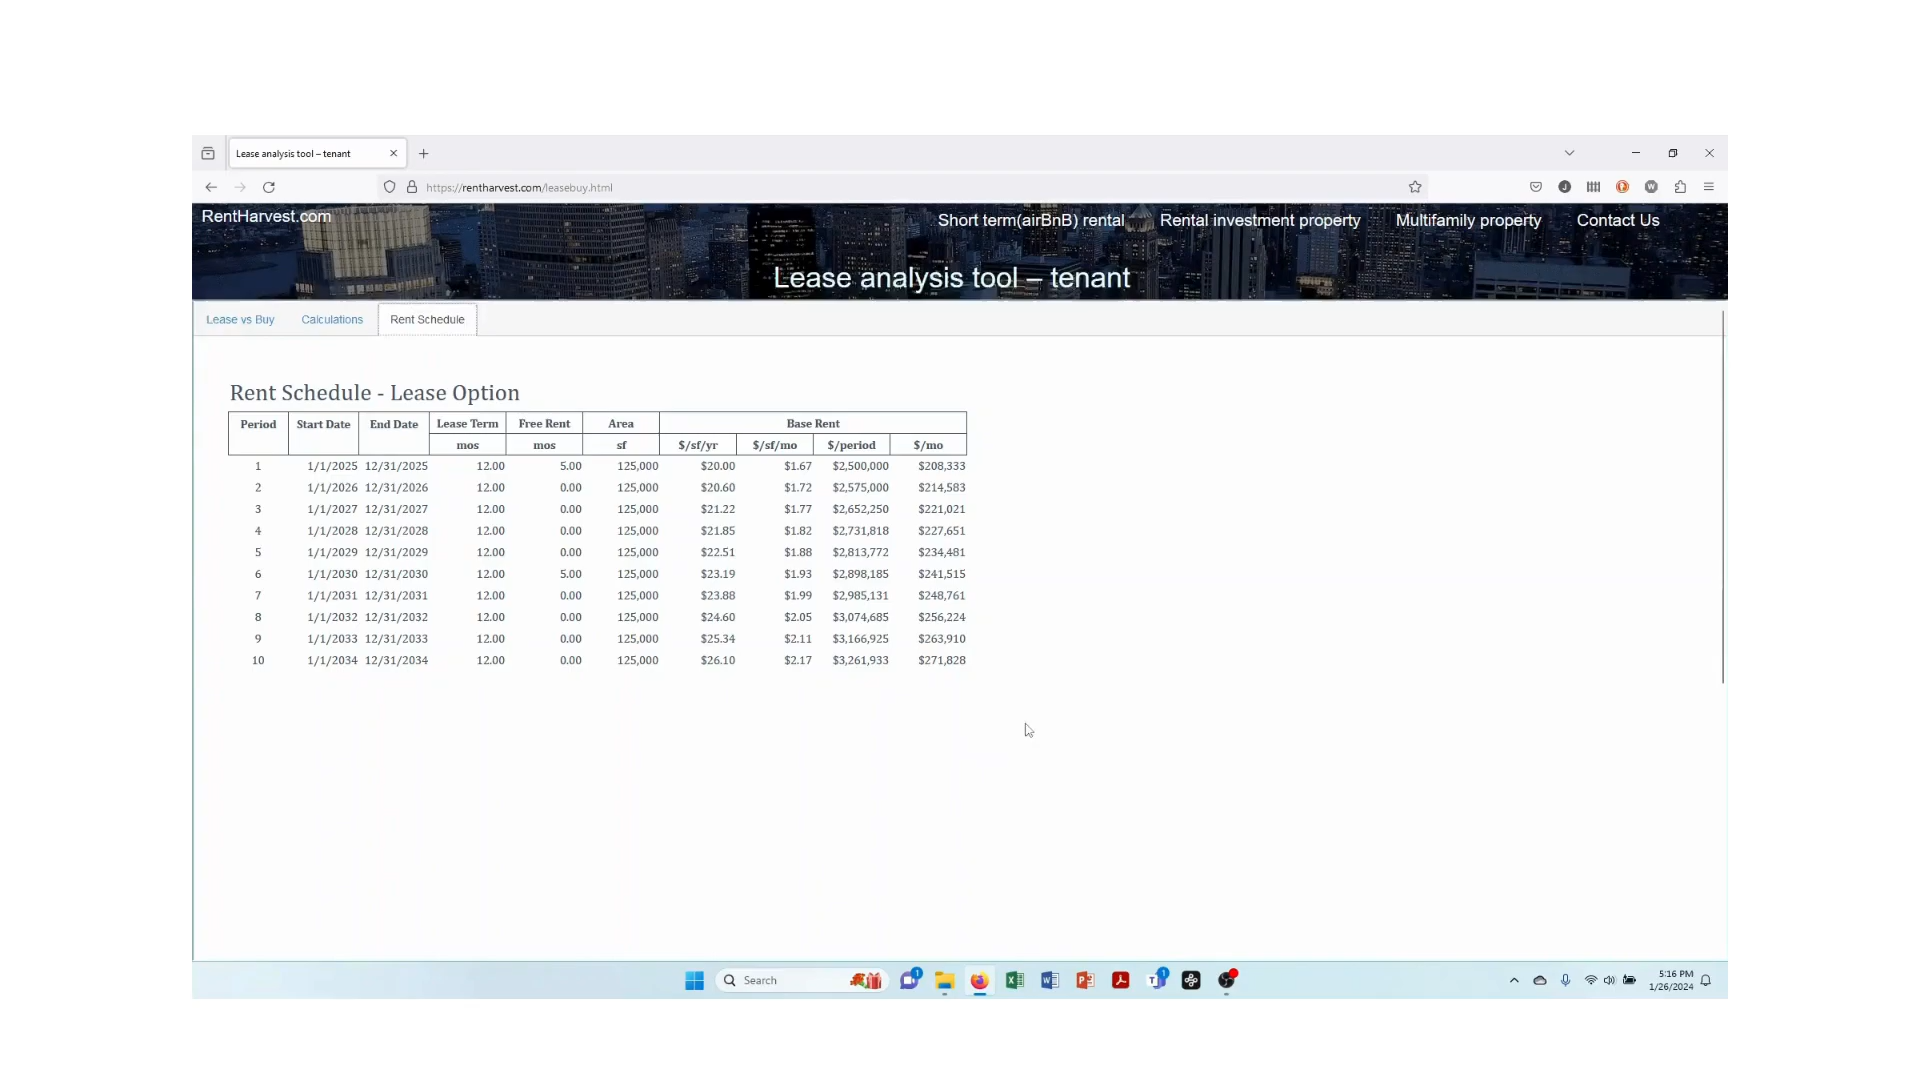 Lease analysis tool – tenant
https://rentharvest.com/leasebuy.html
RentHarvest.com
Short term(airBnB) rental Rental investment property Multifamily property Contact Us
Lease analysis tool – tenant
Lease vs Buy Calculations Rent Schedule
Rent Schedule - Lease Option
Period Start Date End Date Lease Term Free Rent Area Base Rent
mos mos sf $/sf/yr $/sf/mo $/period $/mo
1 1/1/2025 12/31/2025 12.00 5.00 125,000 $20.00 $1.67 $2,500,000 $208,333
2 1/1/2026 12/31/2026 12.00 0.00 125,000 $20.60 $1.72 $2,575,000 $214,583
3 1/1/2027 12/31/2027 12.00 0.00 125,000 $21.22 $1.77 $2,652,250 $221,021
4 1/1/2028 12/31/2028 12.00 0.00 125,000 $21.85 $1.82 $2,731,818 $227,651
5 1/1/2029 12/31/2029 12.00 0.00 125,000 $22.51 $1.88 $2,813,772 $234,481
6 1/1/2030 12/31/2030 12.00 5.00 125,000 $23.19 $1.93 $2,898,185 $241,515
7 1/1/2031 12/31/2031 12.00 0.00 125,000 $23.88 $1.99 $2,985,131 $248,761
8 1/1/2032 12/31/2032 12.00 0.00 125,000 $24.60 $2.05 $3,074,685 $256,224
9 1/1/2033 12/31/2033 12.00 0.00 125,000 $25.34 $2.11 $3,166,925 $263,910
10 1/1/2034 12/31/2034 12.00 0.00 125,000 $26.10 $2.17 $3,261,933 $271,828
Search
5:16 PM
1/26/2024